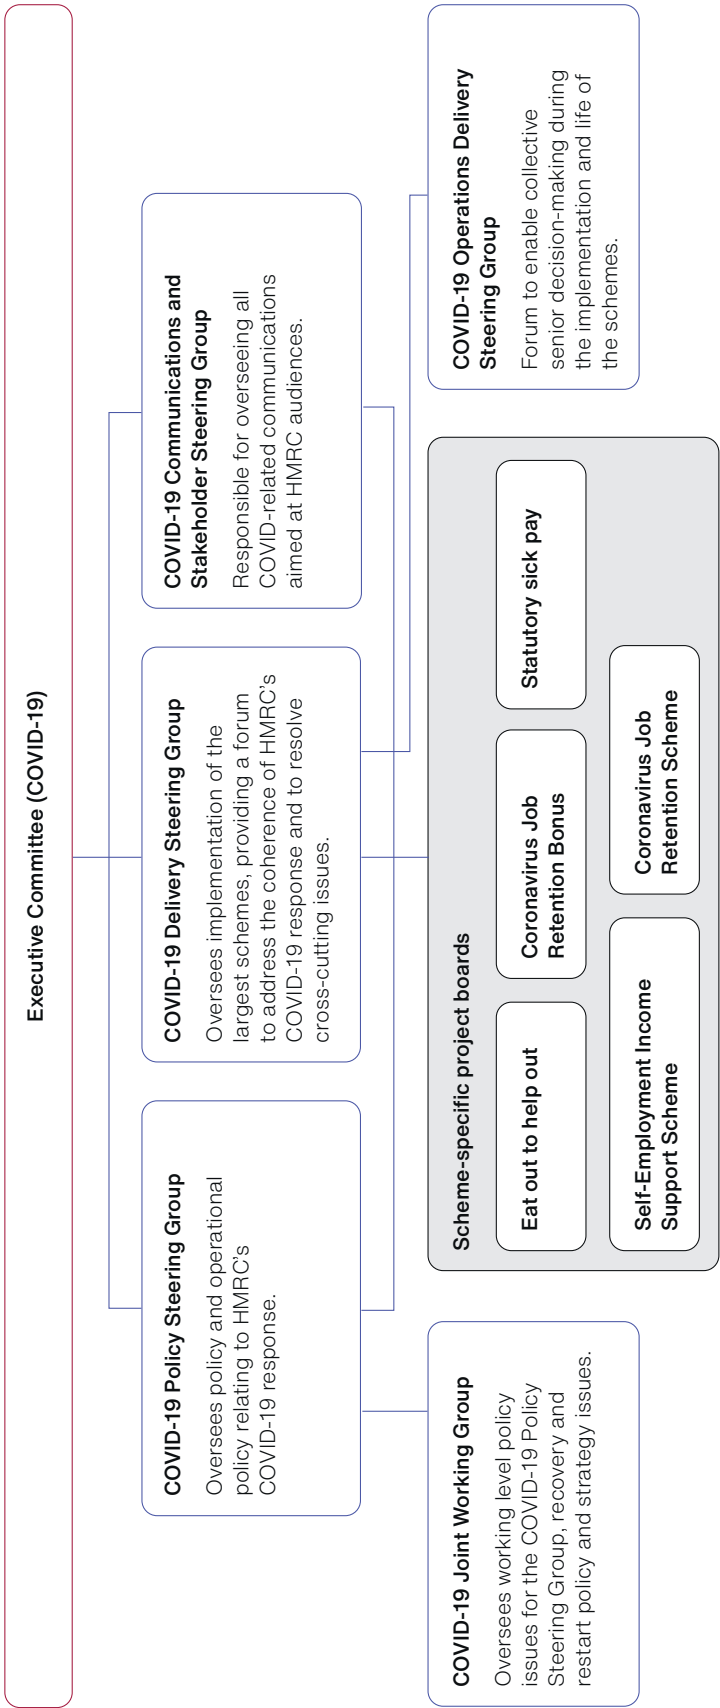 Executive Committee (COVID-19)
COVID-19 Policy Steering Group
Oversees policy and operational
policy relating to HMRC’s
COVID-19 response.
COVID-19 Delivery Steering Group
Oversees implementation of the
largest schemes, providing a forum
to address the coherence of HMRC’s
COVID-19 response and to resolve
cross-cutting issues.
COVID-19 Communications and
Stakeholder Steering Group
Responsible for overseeing all
COVID-related communications
aimed at HMRC audiences.
COVID-19 Joint Working Group
Oversees working level policy
issues for the COVID-19 Policy
Steering Group, recovery and
restart policy and strategy issues.
Scheme-specific project boards
Eat out to help out
Coronavirus Job
Retention Bonus
Statutory sick pay
Self-Employment Income
Support Scheme
Coronavirus Job
Retention Scheme
COVID-19 Operations Delivery
Steering Group
Forum to enable collective
senior decision-making during
the implementation and life of
the schemes.